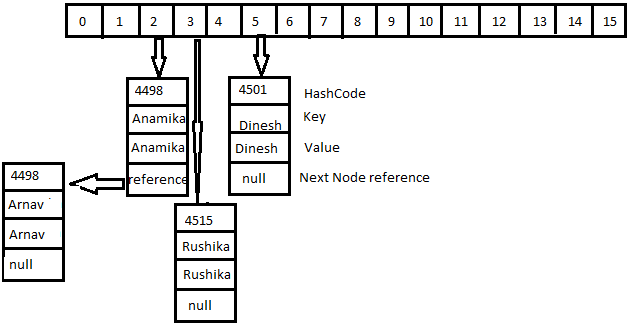 0 1 2 3 4 5 6 7 8 9 10 11 12 13 14 15
4498
Anamika
Anamika
reference
4501
Dinesh
Dinesh
null
HashCode
Key
Value
Next Node reference
4498
Arnav
Arnav
null
4515
Rushika
Rushika
null